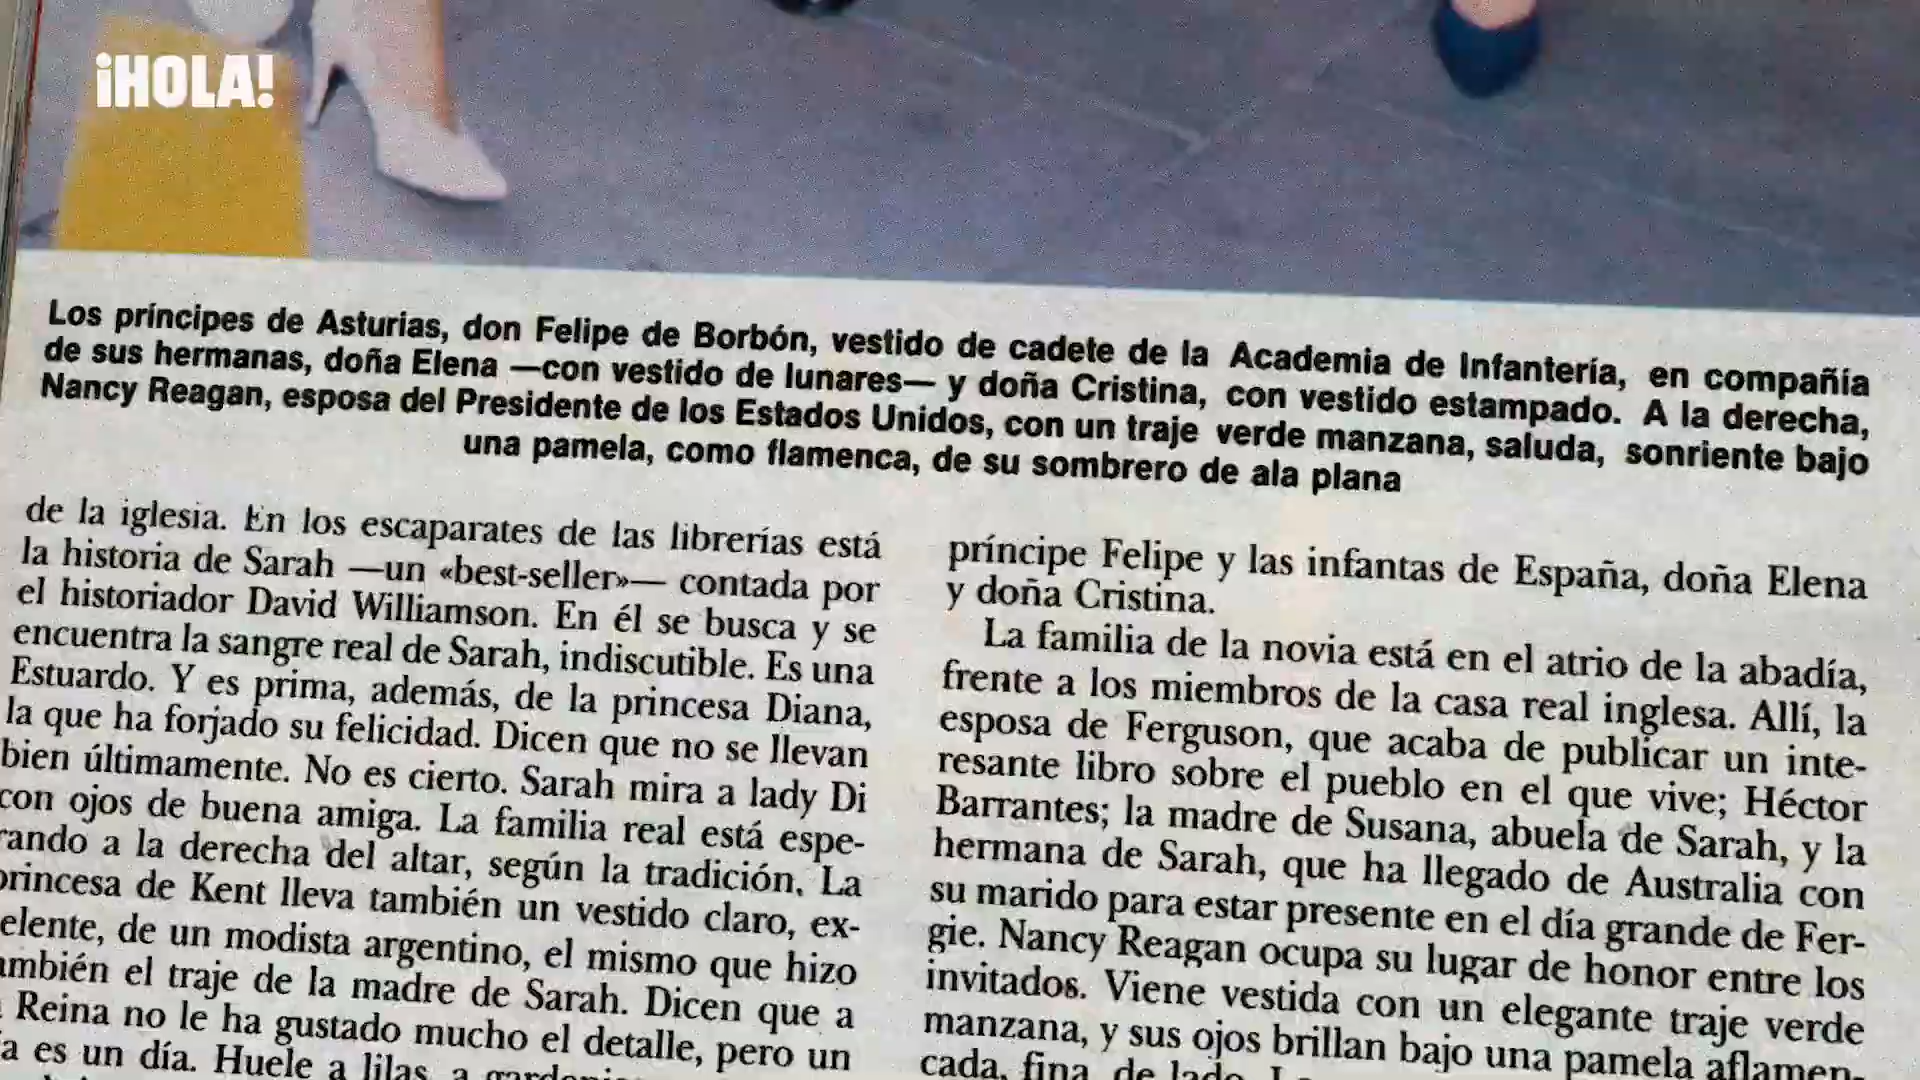 ¡HOLA!
Los príncipes de Asturias, don Felipe de Borbón, vestido de cadete de la Academia de Infantería, en compañía
de sus hermanas, doña Elena —con vestido de lunares— y doña Cristina, con vestido estampado. A la derecha,
Nancy Reagan, esposa del Presidente de los Estados Unidos, con un traje verde manzana, saluda, sonriente bajo
una pamela, como flamenca, de su sombrero de ala plana
de la iglesia. En los escaparates de las librerías está
la historia de Sarah —un «best-seller»— contada por
el historiador David Williamson. En él se busca y se
encuentra la sangre real de Sarah, indiscutible. Es una
Estuardo. Y es prima, además, de la princesa Diana,
la que ha forjado su felicidad. Dicen que no se llevan
bien últimamente. No es cierto. Sarah mira a lady Di
con ojos de buena amiga. La familia real está espe-
rando a la derecha del altar, según la tradición. La
princesa de Kent lleva también un vestido claro, ex-
elente, de un modista argentino, el mismo que hizo
ambién el traje de la madre de Sarah. Dicen que a
Reina no le ha gustado mucho el detalle, pero un
a es un día. Huele a lilas, a
príncipe Felipe y las infantas de España, doña Elena
y doña Cristina.
La familia de la novia está en el atrio de la abadía,
frente a los miembros de la casa real inglesa. Allí, la
esposa de Ferguson, que acaba de publicar un inte-
resante libro sobre el pueblo en el que vive; Héctor
Barrantes; la madre de Susana, abuela de Sarah, y la
hermana de Sarah, que ha llegado de Australia con
su marido para estar presente en el día grande de Fer-
gie. Nancy Reagan ocupa su lugar de honor entre los
invitados. Viene vestida con un elegante traje verde
manzana, y sus ojos brillan bajo una pamela aflamen-
cada, fina, de lado.